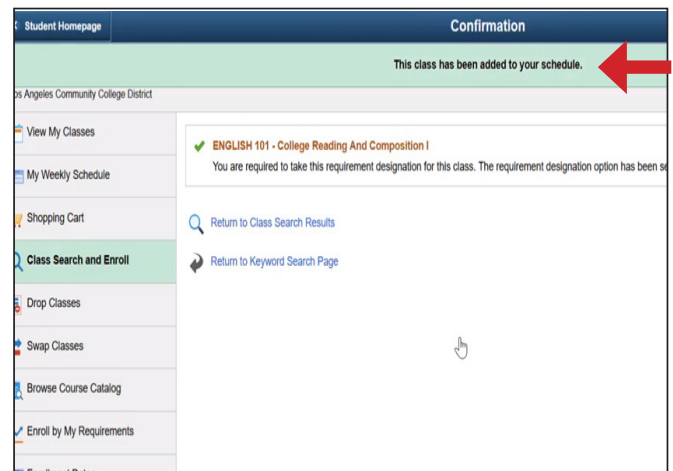 Student Homepage
Confirmation
This class has been added to your schedule.
os Angeles Community College District
View My Classes
ENGLISH 101 - College Reading And Composition I
You are required to take this requirement designation for this class. The requirement designation option has been se
My Weekly Schedule
Shopping Cart
Return to Class Search Results
Class Search and Enroll
Return to Keyword Search Page
Drop Classes
Swap Classes
Browse Course Catalog
Enroll by My Requirements